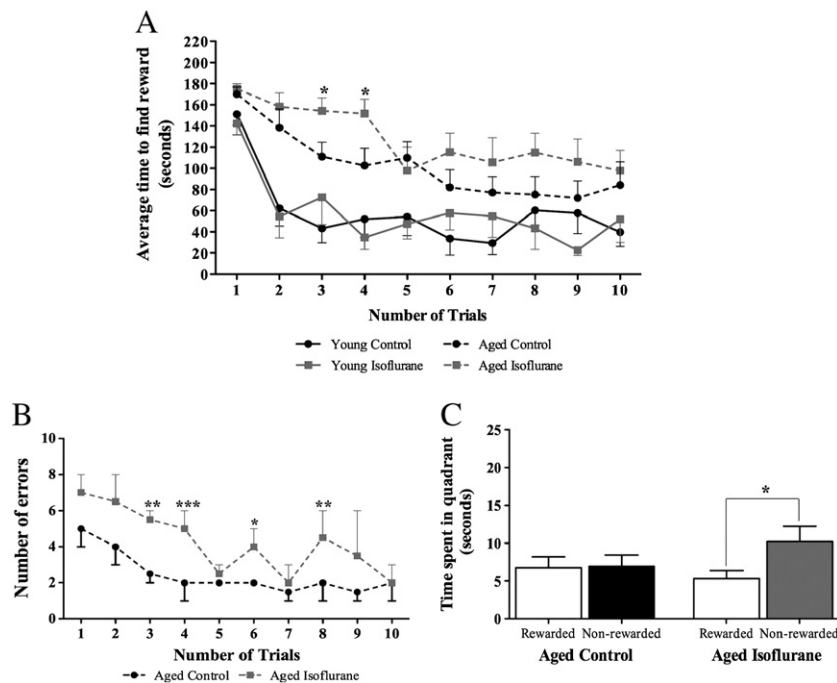 A
Average time to find reward
(seconds)
220
200
180
160
140
120
100
80
60
40
20
0
* *
1 2 3 4 5 6 7 8 9 10
Number of Trials
Young Control Aged Control
Young Isoflurane Aged Isoflurane
B
Number of errors
10
8
6
4
2
0
** *** * **
1 2 3 4 5 6 7 8 9 10
Number of Trials
Aged Control Aged Isoflurane
C
Time spent in quadrant
(seconds)
25
20
15
10
5
0
*
Rewarded Non-rewarded Rewarded Non-rewarded
Aged Control Aged Isoflurane